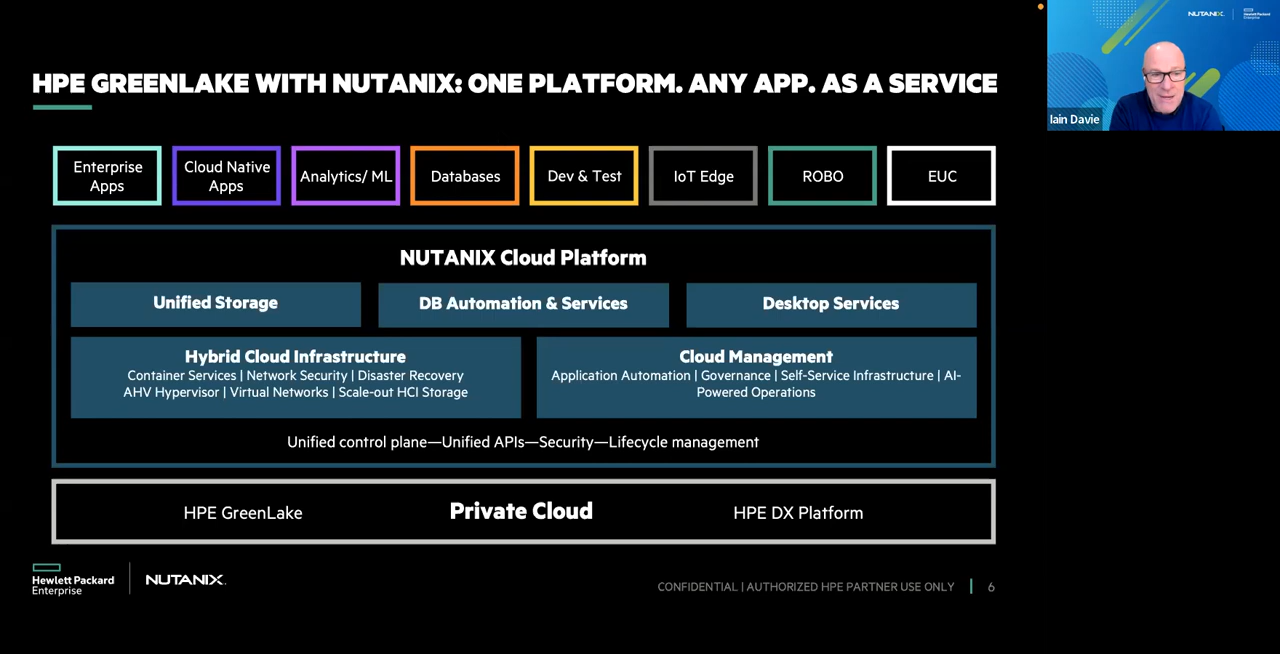 NUTANIX
Hewlett Packard
Enterprise
Iain Davie
HPE GREENLAKE WITH NUTANIX: ONE PLATFORM. ANY APP. AS A SERVICE
Enterprise
Apps
Cloud Native
Apps
Analytics/ ML
Databases
Dev & Test
IoT Edge
ROBO
EUC
NUTANIX Cloud Platform
Unified Storage
DB Automation & Services
Desktop Services
Hybrid Cloud Infrastructure
Container Services | Network Security | Disaster Recovery
AHV Hypervisor | Virtual Networks | Scale-out HCI Storage
Cloud Management
Application Automation | Governance | Self-Service Infrastructure | AI-
Powered Operations
Unified control plane—Unified APIs—Security—Lifecycle management
HPE GreenLake
Private Cloud
HPE DX Platform
Hewlett Packard
Enterprise
NUTANIX.
CONFIDENTIAL | AUTHORIZED HPE PARTNER USE ONLY
6